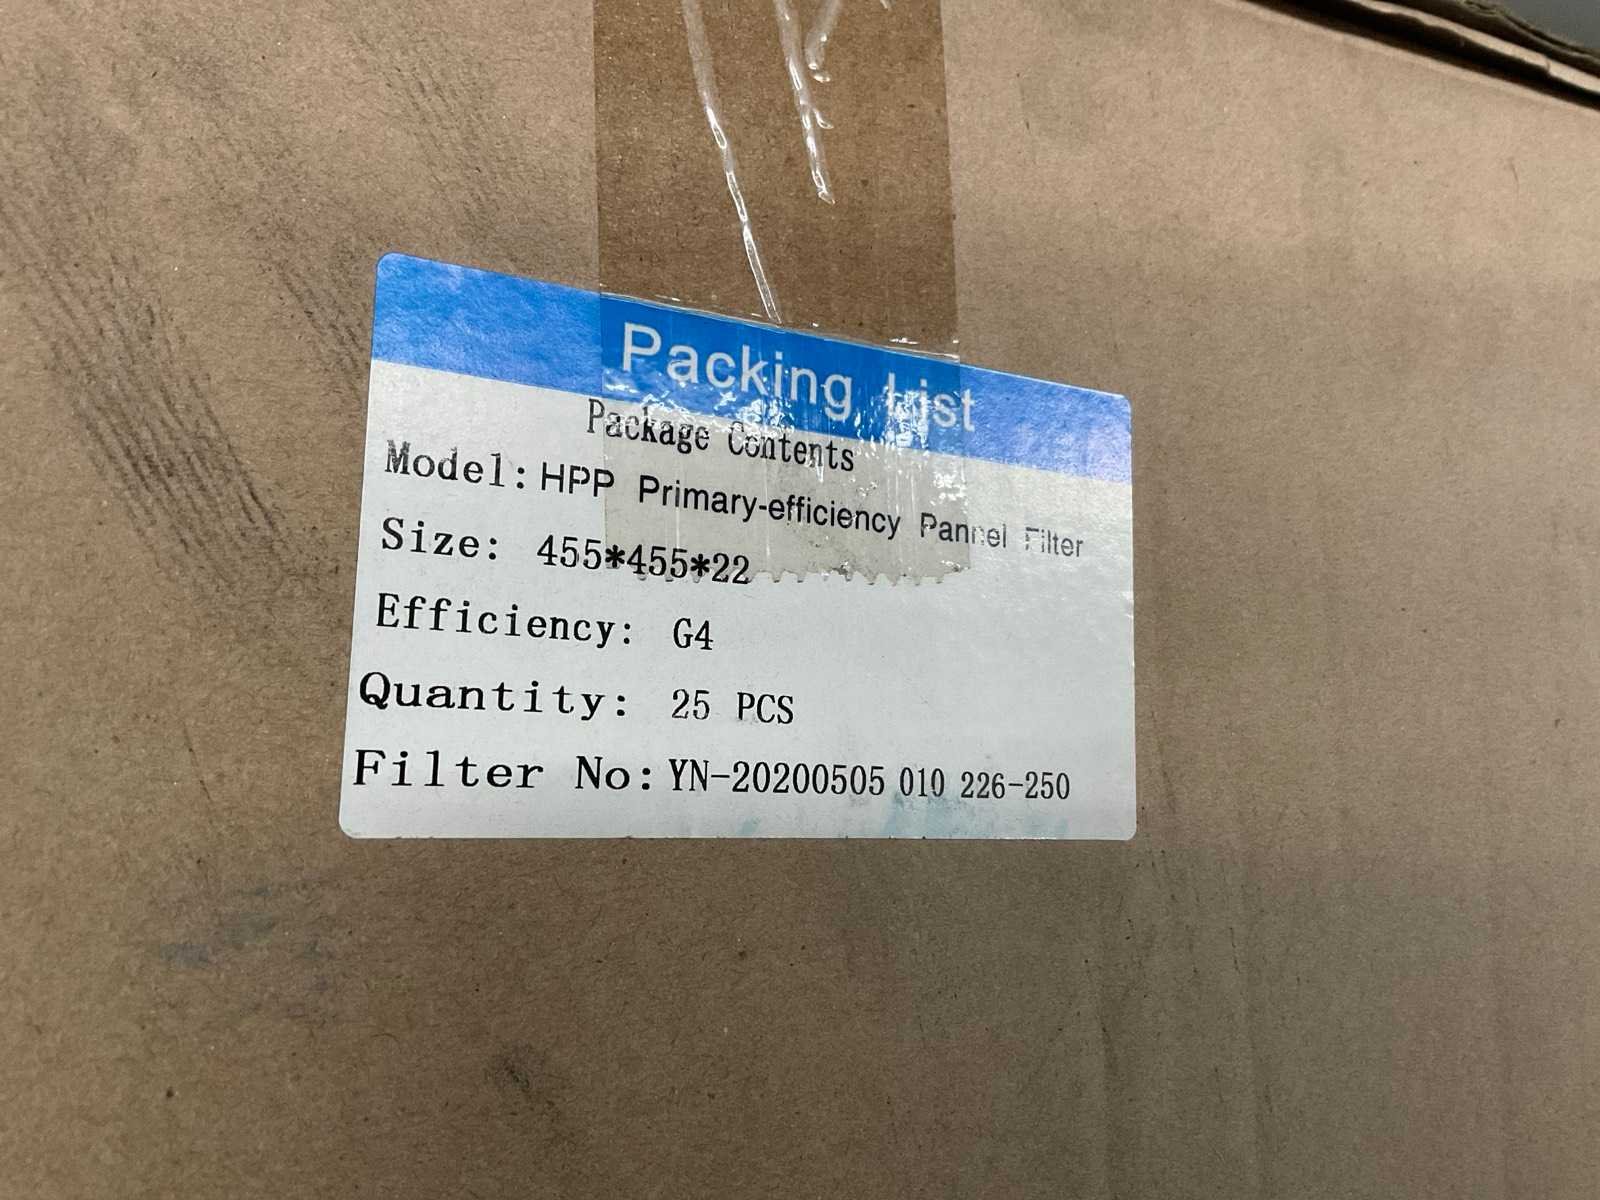 Packing List
Package Contents
Model: HPP Primary-efficiency Pannel Filter
Size: 455*455*22
Efficiency: G4
Quantity: 25 PCS
Filter No: YN-20200505 010 226-250